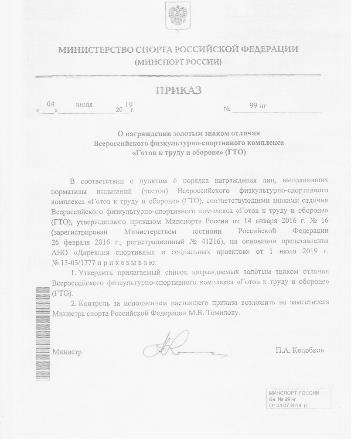 МИНИСТЕРСТВО СПОРТА РОССИЙСКОЙ ФЕДЕРАЦИИ
(МИНСПОРТ РОССИИ)
ПРИКАЗ
« 04 » июля 20 19 № 99 нг
О награждении золотым знаком отличия
Всероссийского физкультурно-спортивного комплекса
«Готов к труду и обороне» (ГТО)
В соответствии с пунктом 6 порядка награждения лиц, выполнивших
нормативы испытаний (тестов) Всероссийского физкультурно-спортивного
комплекса «Готов к труду и обороне» (ГТО), соответствующими знаками отличия
Всероссийского физкультурно-спортивного комплекса «Готов к труду и обороне»
(ГТО), утвержденного приказом Минспорта России от 14 января 2016 г. № 16
(зарегистрирован Министерством юстиции Российской Федерации
26 февраля 2016 г., регистрационный № 41216), на основании представления
АНО «Дирекция спортивных и социальных проектов» от 1 июля 2019 г.
№ 15-03/1777 п р и к а з ы в а ю:
1. Утвердить прилагаемый список награжденных золотым знаком отличия
Всероссийского физкультурно-спортивного комплекса «Готов к труду и обороне»
(ГТО).
2. Контроль за исполнением настоящего приказа возложить на заместителя
Министра спорта Российской Федерации М.В. Томилову.
Министр П.А. Колобков
МИНСПОРТ РОССИИ